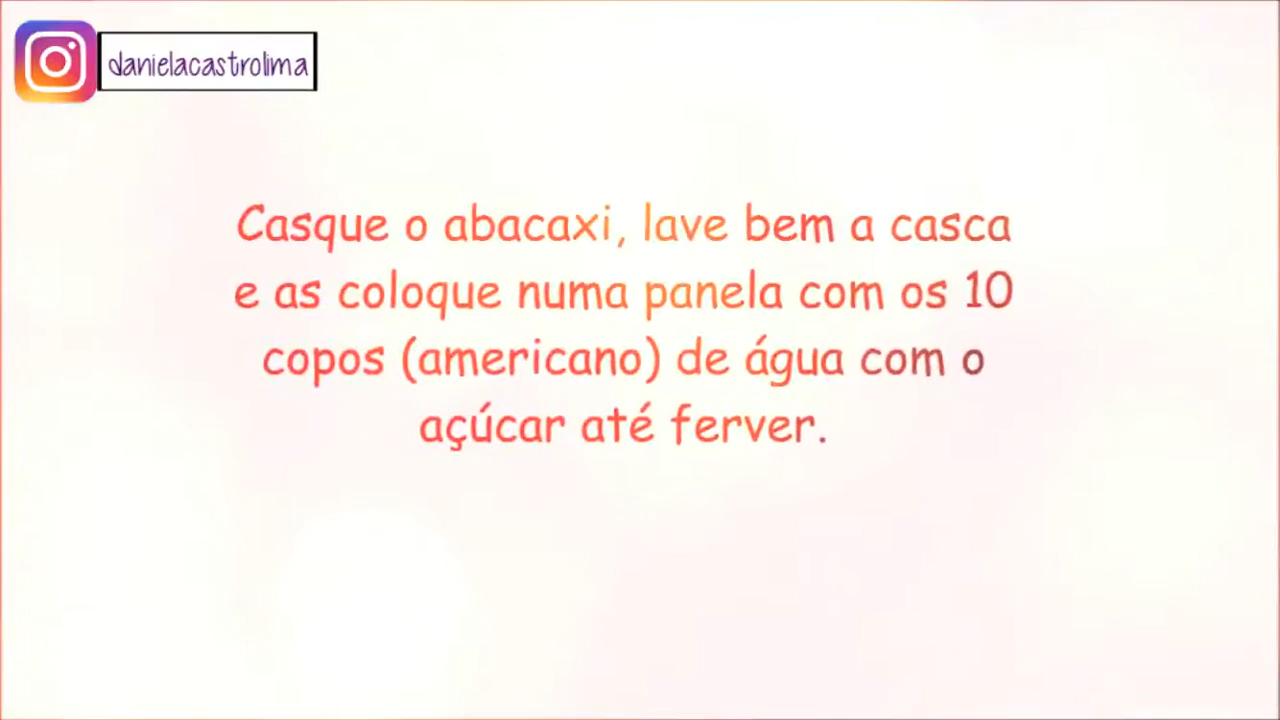 danielacastrolima
Casque o abacaxi, lave bem a casca
e as coloque numa panela com os 10
copos (americano) de água com o
açúcar até ferver.